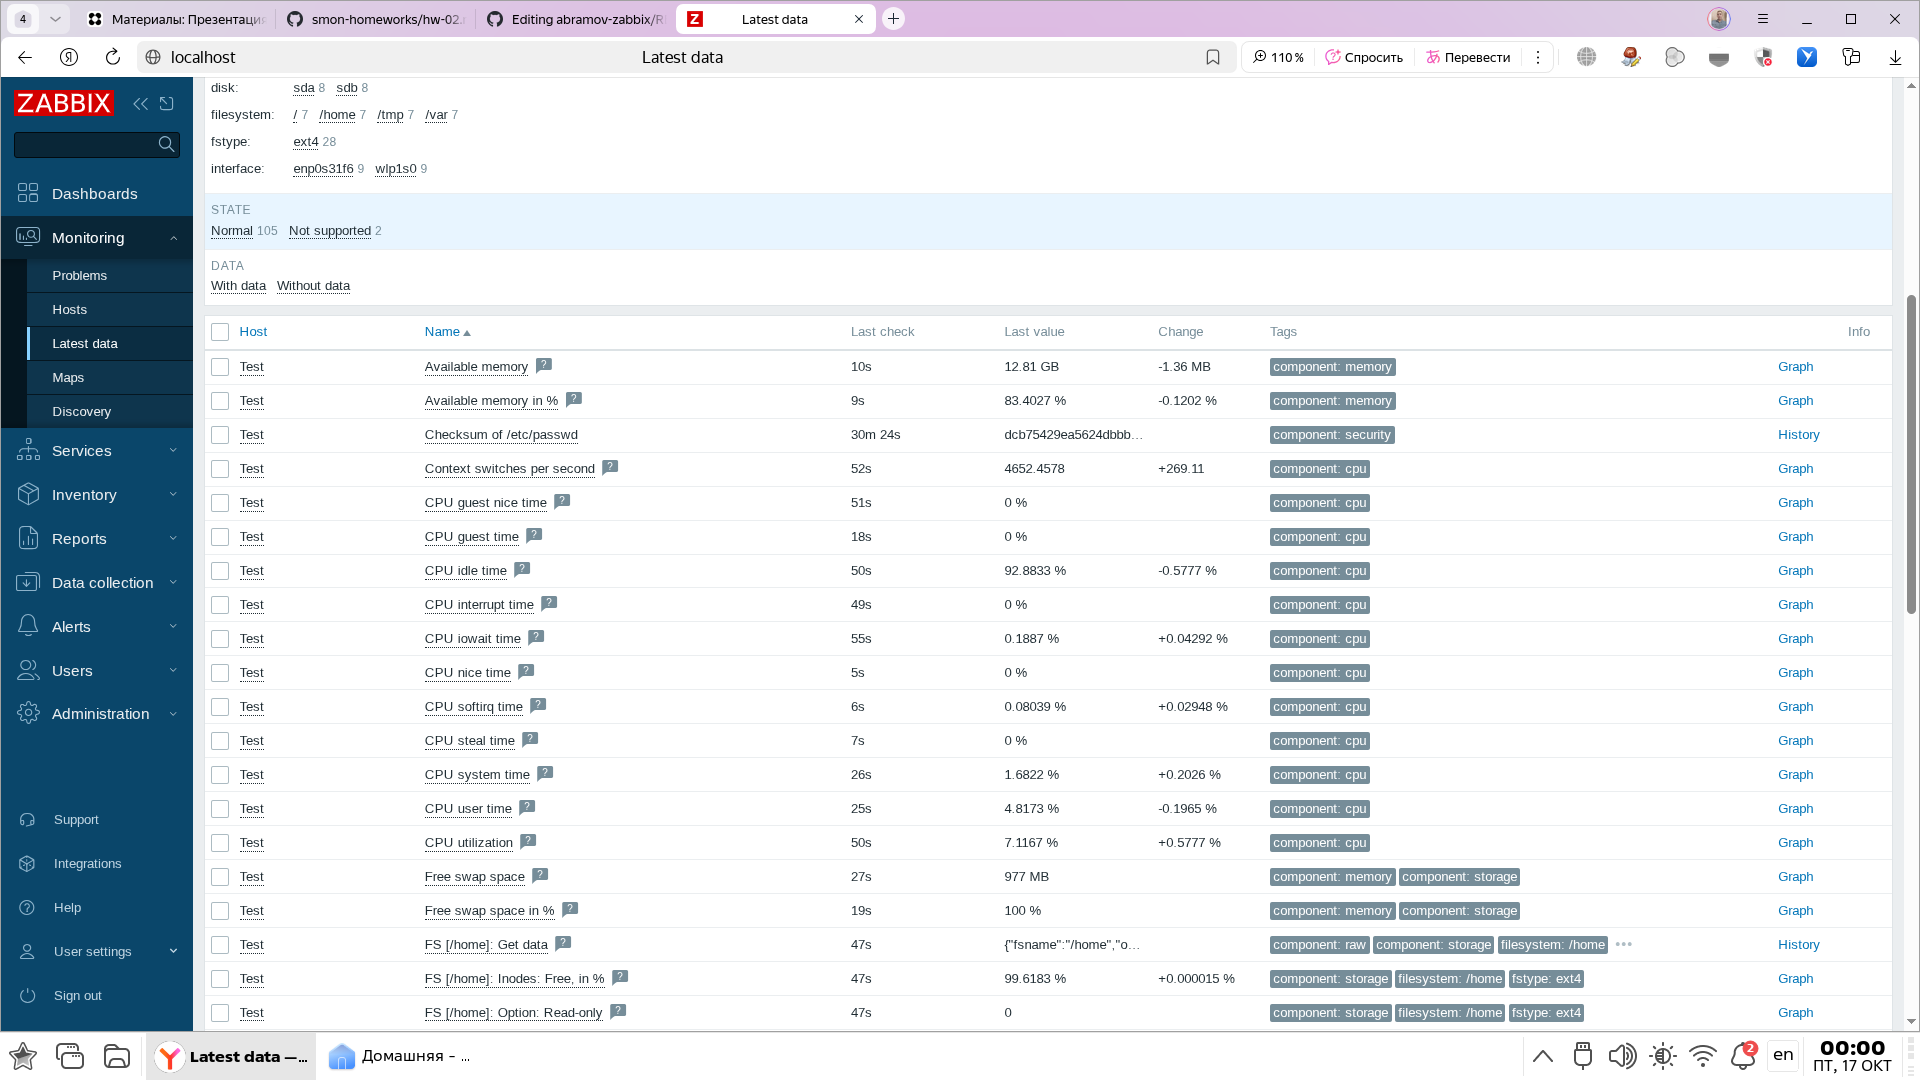 4
Материалы: Презентация
smon-homeworks/hw-02.
Editing abramov-zabbix/R
Z
Latest data
Я
localhost
Latest data
110 %
Спросить
Перевести
ZABBIX
Dashboards
Monitoring
Problems
Hosts
Latest data
Maps
Discovery
Services
Inventory
Reports
Data collection
Alerts
Users
Administration
Support
Integrations
Help
User settings
Sign out
disk: sda 8 sdb 8
filesystem: / 7 /home 7 /tmp 7 /var 7
fstype: ext4 28
interface: enp0s31f6 9 wlp1s0 9
STATE
Normal 105 Not supported 2
DATA
With data Without data
Host Name Last check Last value Change Tags Info
Test Available memory ? 10s 12.81 GB -1.36 MB component: memory Graph
Test Available memory in % ? 9s 83.4027 % -0.1202 % component: memory Graph
Test Checksum of /etc/passwd 30m 24s dcb75429ea5624dbbb… component: security History
Test Context switches per second ? 52s 4652.4578 +269.11 component: cpu Graph
Test CPU guest nice time ? 51s 0 % component: cpu Graph
Test CPU guest time ? 18s 0 % component: cpu Graph
Test CPU idle time ? 50s 92.8833 % -0.5777 % component: cpu Graph
Test CPU interrupt time ? 49s 0 % component: cpu Graph
Test CPU iowait time ? 55s 0.1887 % +0.04292 % component: cpu Graph
Test CPU nice time ? 5s 0 % component: cpu Graph
Test CPU softirq time ? 6s 0.08039 % +0.02948 % component: cpu Graph
Test CPU steal time ? 7s 0 % component: cpu Graph
Test CPU system time ? 26s 1.6822 % +0.2026 % component: cpu Graph
Test CPU user time ? 25s 4.8173 % -0.1965 % component: cpu Graph
Test CPU utilization ? 50s 7.1167 % +0.5777 % component: cpu Graph
Test Free swap space ? 27s 977 MB component: memory component: storage Graph
Test Free swap space in % ? 19s 100 % component: memory component: storage Graph
Test FS [/home]: Get data ? 47s {"fsname":"/home","o… component: raw component: storage filesystem: /home History
Test FS [/home]: Inodes: Free, in % ? 47s 99.6183 % +0.000015 % component: storage filesystem: /home fstype: ext4 Graph
Test FS [/home]: Option: Read-only ? 47s 0 component: storage filesystem: /home fstype: ext4 Graph
Latest data —...
Домашняя - ...
2
en
00:00
ПТ, 17 ОКТ